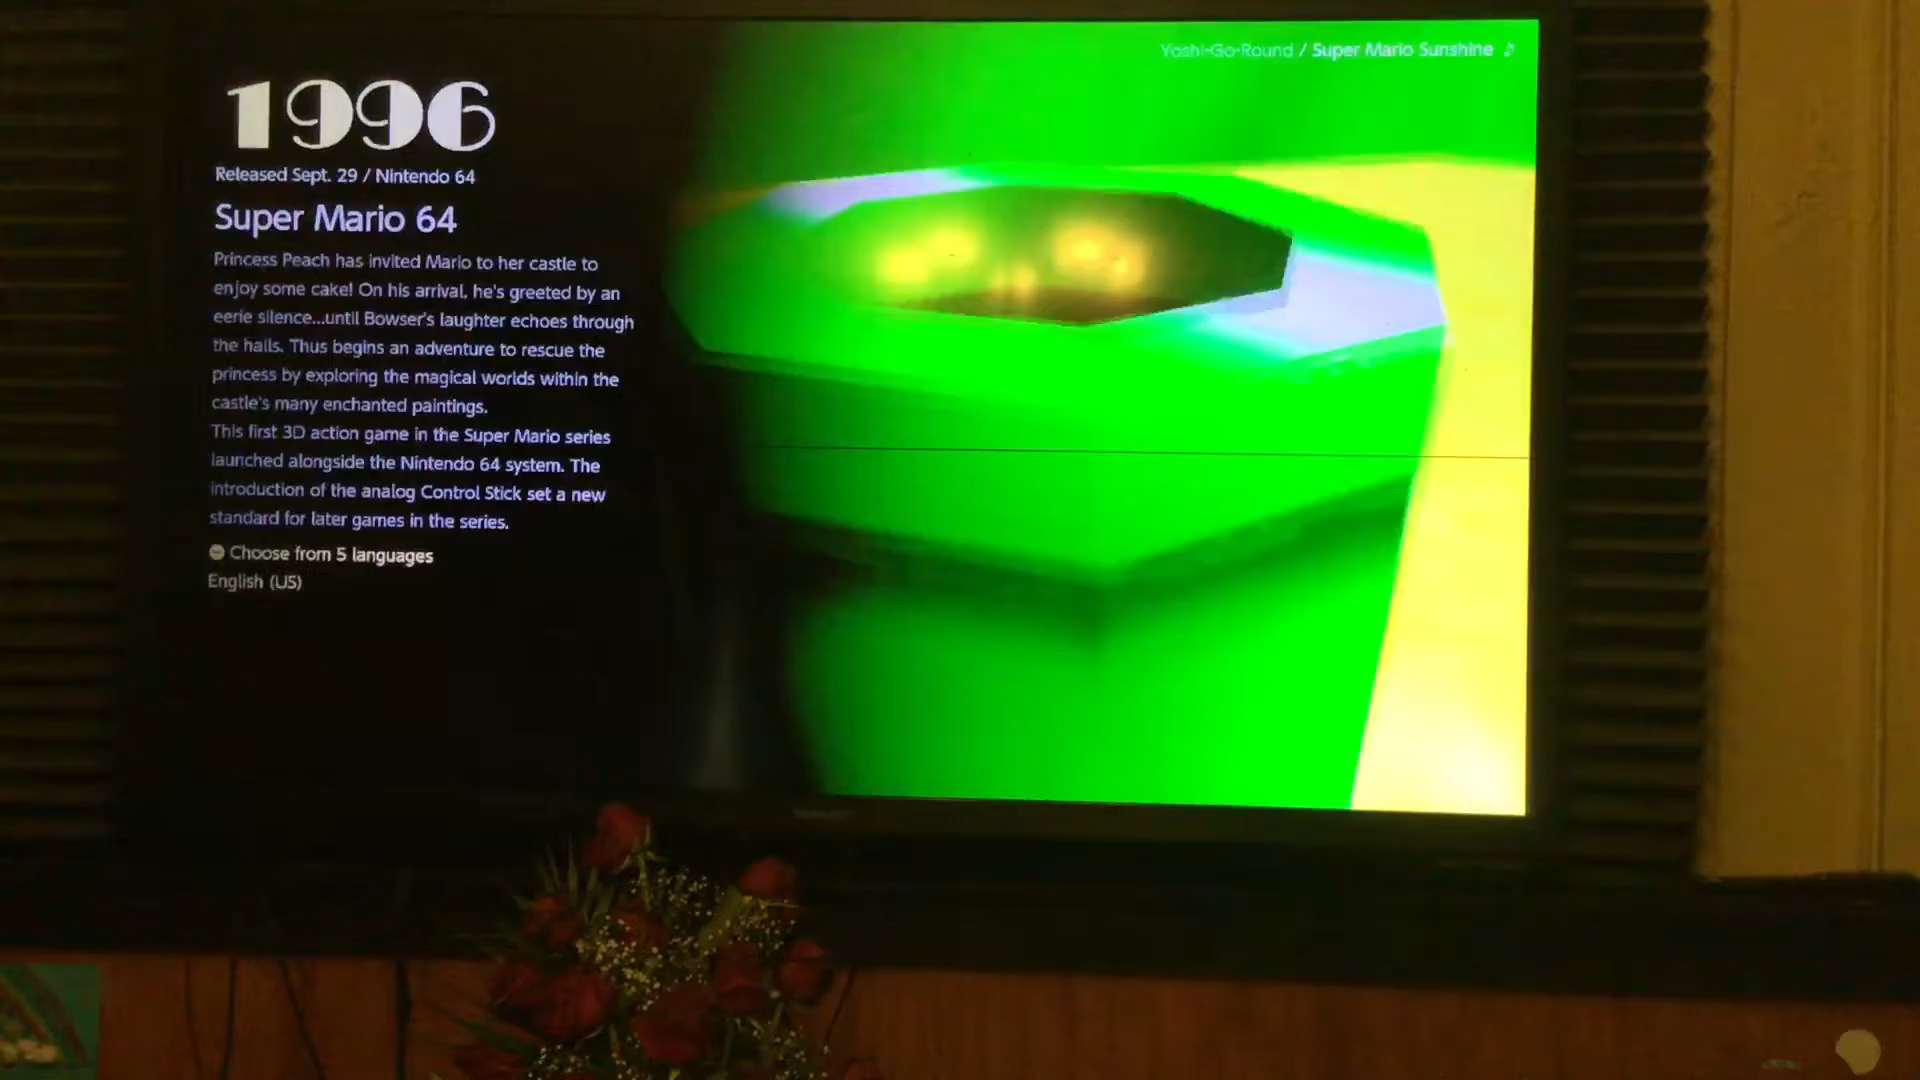 Yoshi-Go-Round / Super Mario Sunshine
1996
Released Sept. 29 / Nintendo 64
Super Mario 64
Princess Peach has invited Mario to her castle to
enjoy some cake! On his arrival, he's greeted by an
eerie silence...until Bowser's laughter echoes through
the halls. Thus begins an adventure to rescue the
princess by exploring the magical worlds within the
castle's many enchanted paintings.
This first 3D action game in the Super Mario series
launched alongside the Nintendo 64 system. The
introduction of the analog Control Stick set a new
standard for later games in the series.
Choose from 5 languages
English (US)